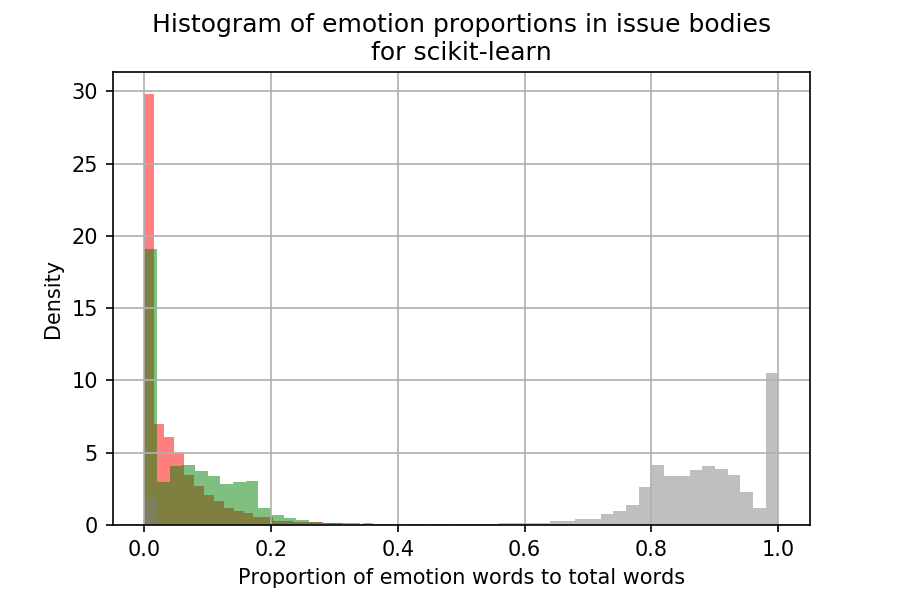 Histogram of emotion proportions in issue bodies
for scikit-learn
30
25
20
15
10
5
0
Density
0.0 0.2 0.4 0.6 0.8 1.0
Proportion of emotion words to total words